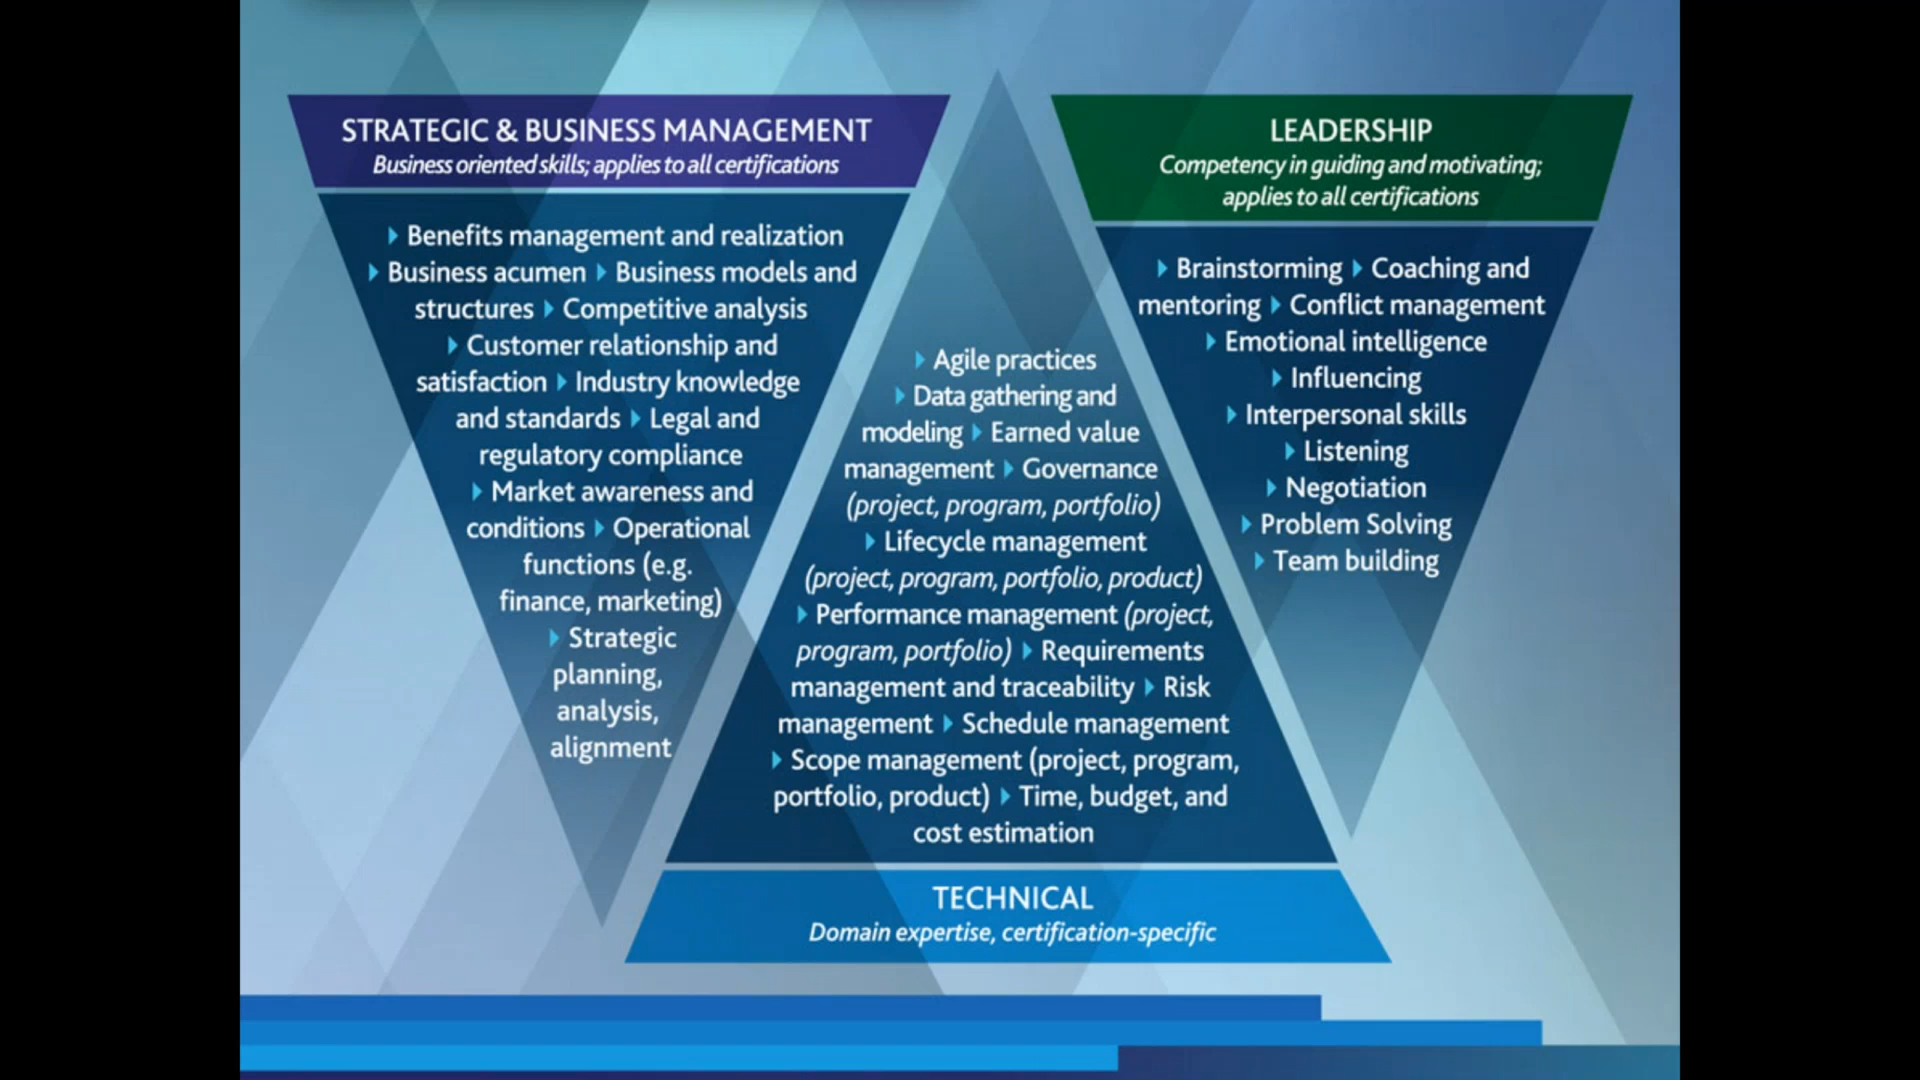 STRATEGIC & BUSINESS MANAGEMENT
Business oriented skills; applies to all certifications
Benefits management and realization
Business acumen Business models and
structures Competitive analysis
Customer relationship and
satisfaction Industry knowledge
and standards Legal and
regulatory compliance
Market awareness and
conditions Operational
functions (e.g.
finance, marketing)
Strategic
planning,
analysis,
alignment
Agile practices
Data gathering and
modeling Earned value
management Governance
(project, program, portfolio)
Lifecycle management
(project, program, portfolio, product)
Performance management (project,
program, portfolio) Requirements
management and traceability Risk
management Schedule management
Scope management (project, program,
portfolio, product) Time, budget, and
cost estimation
TECHNICAL
Domain expertise, certification-specific
LEADERSHIP
Competency in guiding and motivating;
applies to all certifications
Brainstorming Coaching and
mentoring Conflict management
Emotional intelligence
Influencing
Interpersonal skills
Listening
Negotiation
Problem Solving
Team building